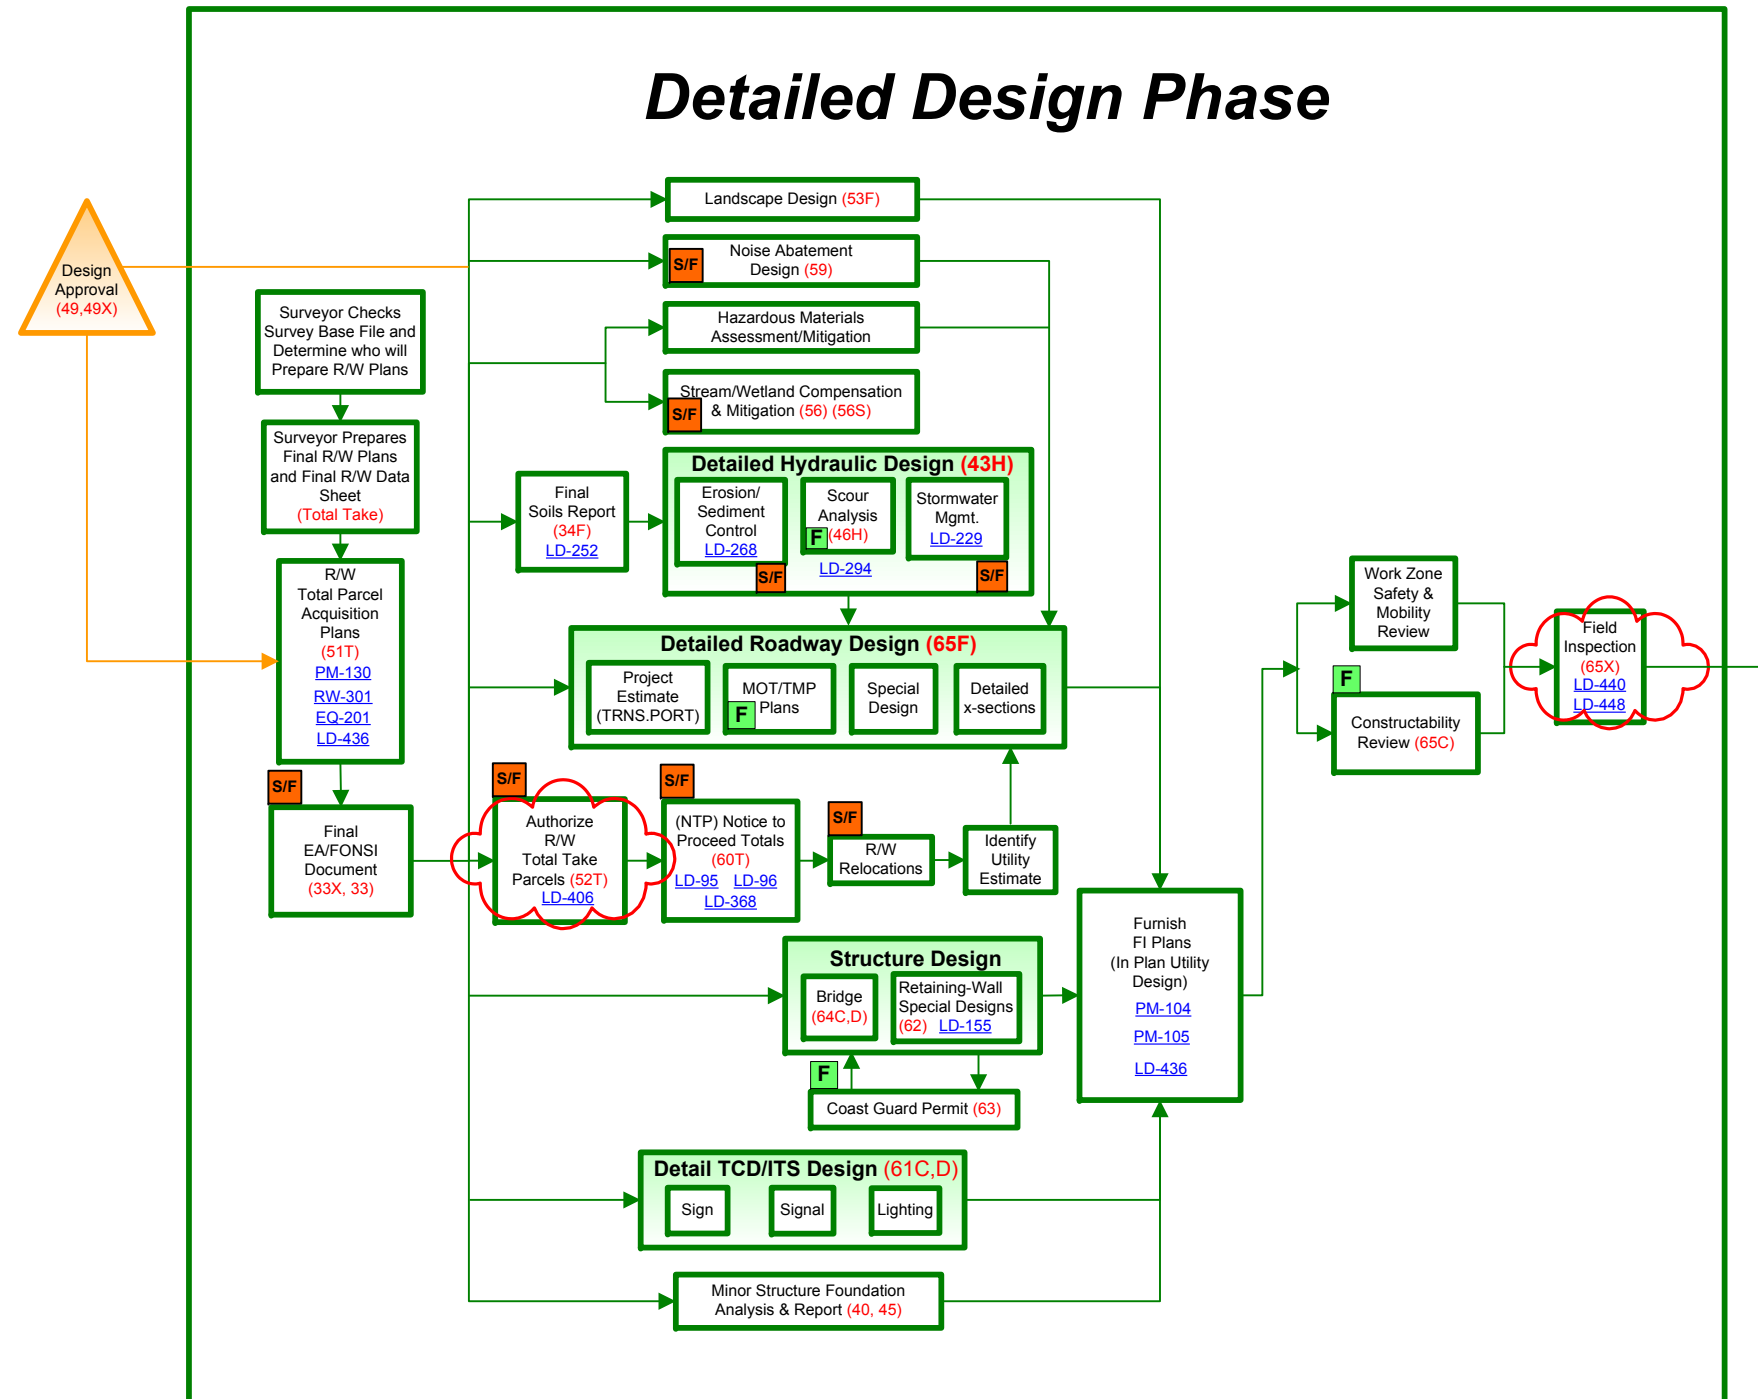 Detailed Design Phase
Design
Approval
(49,49X)
Surveyor Checks
Survey Base File and
Determine who will
Prepare R/W Plans
Surveyor Prepares
Final R/W Plans
and Final R/W Data
Sheet
(Total Take)
R/W
Total Parcel
Acquisition
Plans
(51T)
PM-130
RW-301
EQ-201
LD-436
S/F
Final
EA/FONSI
Document
(33X, 33)
Landscape Design (53F)
S/F
Noise Abatement
Design (59)
Hazardous Materials
Assessment/Mitigation
Stream/Wetland Compensation
& Mitigation (56) (56S)
S/F
Final
Soils Report
(34F)
LD-252
Detailed Hydraulic Design (43H)
Erosion/
Sediment
Control
LD-268
S/F
Scour
Analysis
F (46H)
LD-294
Stormwater
Mgmt.
LD-229
S/F
Detailed Roadway Design (65F)
Project
Estimate
(TRNS.PORT)
MOT/TMP
Plans
F
Special
Design
Detailed
x-sections
S/F
Authorize
R/W
Total Take
Parcels (52T)
LD-406
S/F
(NTP) Notice to
Proceed Totals
(60T)
LD-95 LD-96
LD-368
S/F
R/W
Relocations
Identify
Utility
Estimate
Structure Design
Bridge
(64C,D)
Retaining-Wall
Special Designs
(62) LD-155
F
Coast Guard Permit (63)
Detail TCD/ITS Design (61C,D)
Sign
Signal
Lighting
Minor Structure Foundation
Analysis & Report (40, 45)
Furnish
FI Plans
(In Plan Utility
Design)
PM-104
PM-105
LD-436
Work Zone
Safety &
Mobility
Review
F
Constructability
Review (65C)
Field
Inspection
(65X)
LD-440
LD-448